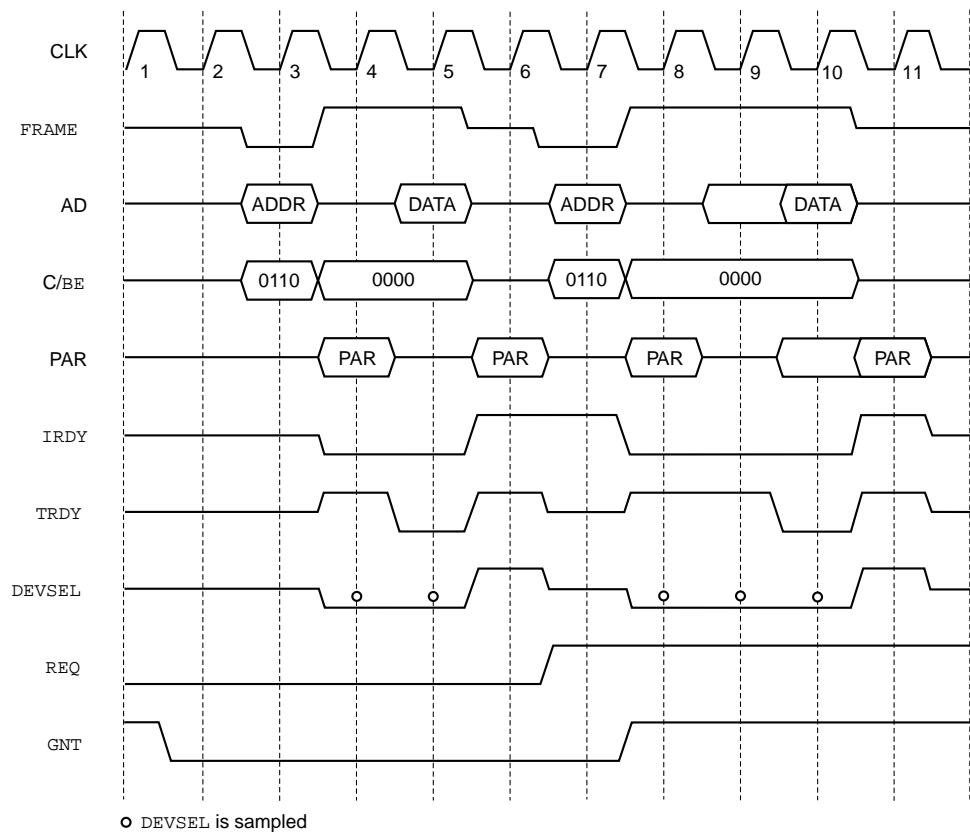 CLK
1 2 3 4 5 6 7 8 9 10 11
FRAME
AD ADDR DATA ADDR DATA
C/BE 0110 0000 0110 0000
PAR PAR PAR PAR PAR
IRDY
TRDY
DEVSEL
REQ
GNT
DEVSEL is sampled